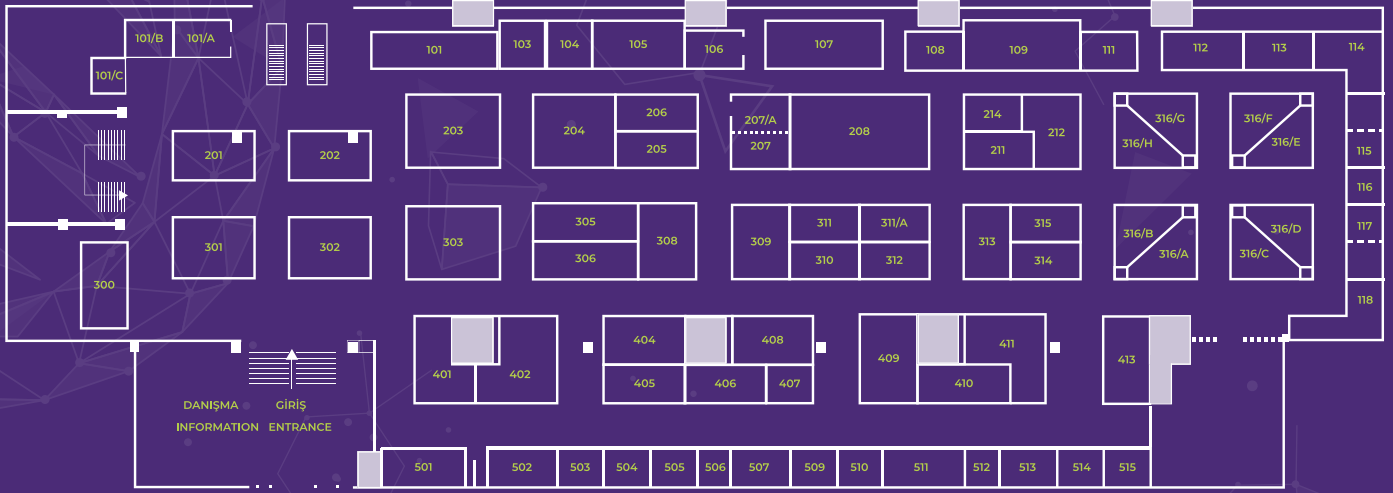 101/B 101/A
101/C
101 103 104 105 106 107 108 109 111 112 113 114
201 202 203 204 206 205 207/A 207 208 214 211 212 316/G 316/H 316/F 316/E 115
116
301 302 303 305 306 308 309 311 311/A 310 312 313 315 314 316/B 316/A 316/D 316/C 117
300
118
401 402 404 408 405 406 407 409 411 410 413
DANIŞMA GİRİŞ
INFORMATION ENTRANCE
501 502 503 504 505 506 507 509 510 511 512 513 514 515